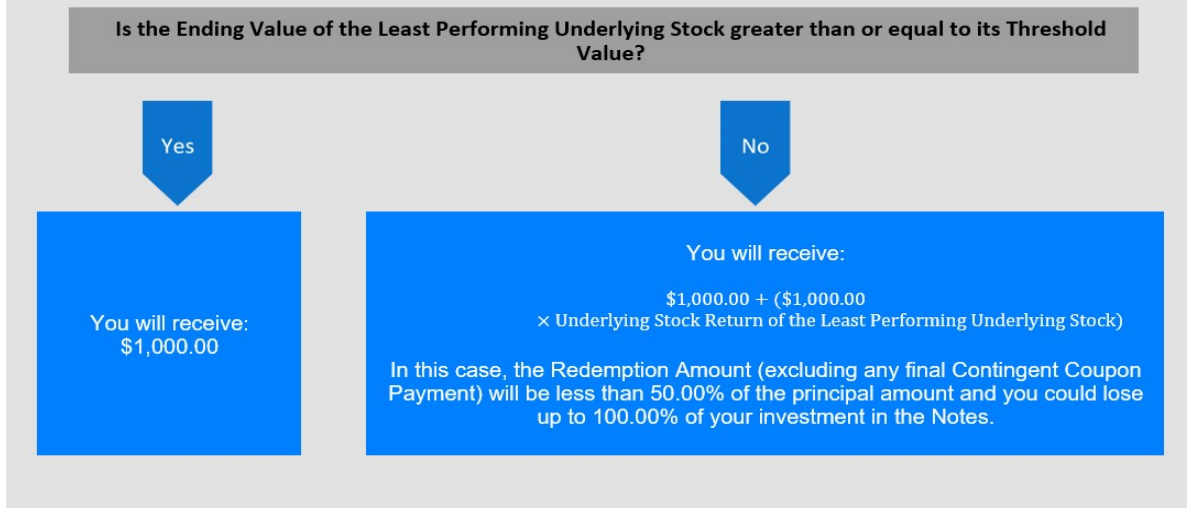 Is the Ending Value of the Least Performing Underlying Stock greater than or equal to its Threshold
Value?
Yes
No
You will receive:
$1,000.00
You will receive:
$1,000.00 + ($1,000.00
× Underlying Stock Return of the Least Performing Underlying Stock)
In this case, the Redemption Amount (excluding any final Contingent Coupon
Payment) will be less than 50.00% of the principal amount and you could lose
up to 100.00% of your investment in the Notes.